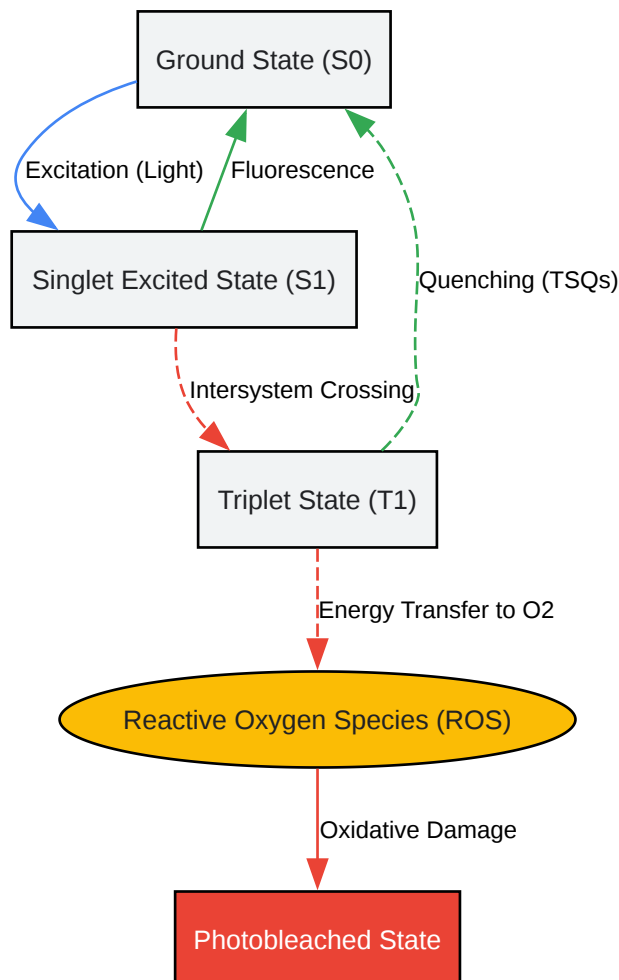 Ground State (S0)
Excitation (Light)
Fluorescence
Singlet Excited State (S1)
Quenching (TSQs)
Intersystem Crossing
Triplet State (T1)
Energy Transfer to O2
Reactive Oxygen Species (ROS)
Oxidative Damage
Photobleached State